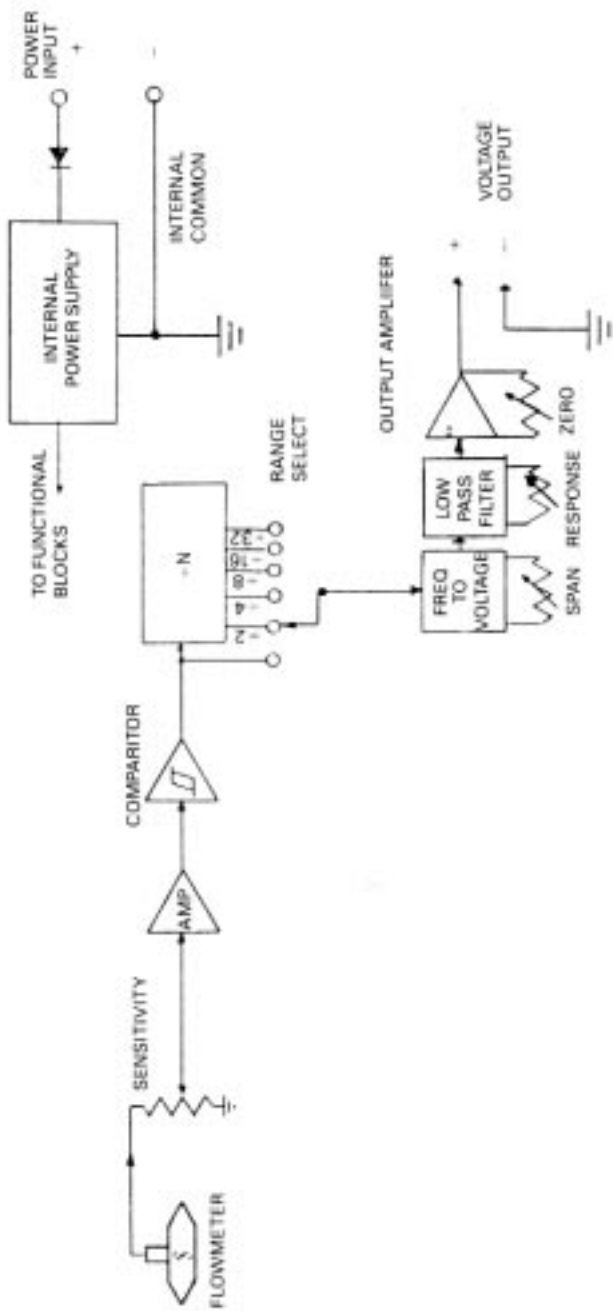 FLOWMETER
SENSITIVITY
AMP
COMPARITOR
÷N
÷2
÷4
÷8
÷16
÷32
RANGE
SELECT
TO FUNCTIONAL
BLOCKS
INTERNAL
POWER SUPPLY
POWER
INPUT
+
-
INTERNAL
COMMON
FREQ
TO
VOLTAGE
SPAN
LOW
PASS
FILTER
RESPONSE
OUTPUT AMPLIIFER
ZERO
+
-
VOLTAGE
OUTPUT